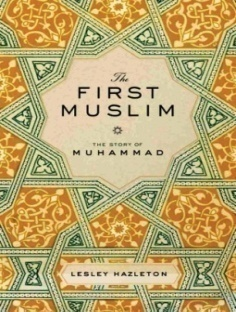 The
FIRST
MUSLIM
THE STORY OF
MUHAMMAD
LESLEY HAZLETON